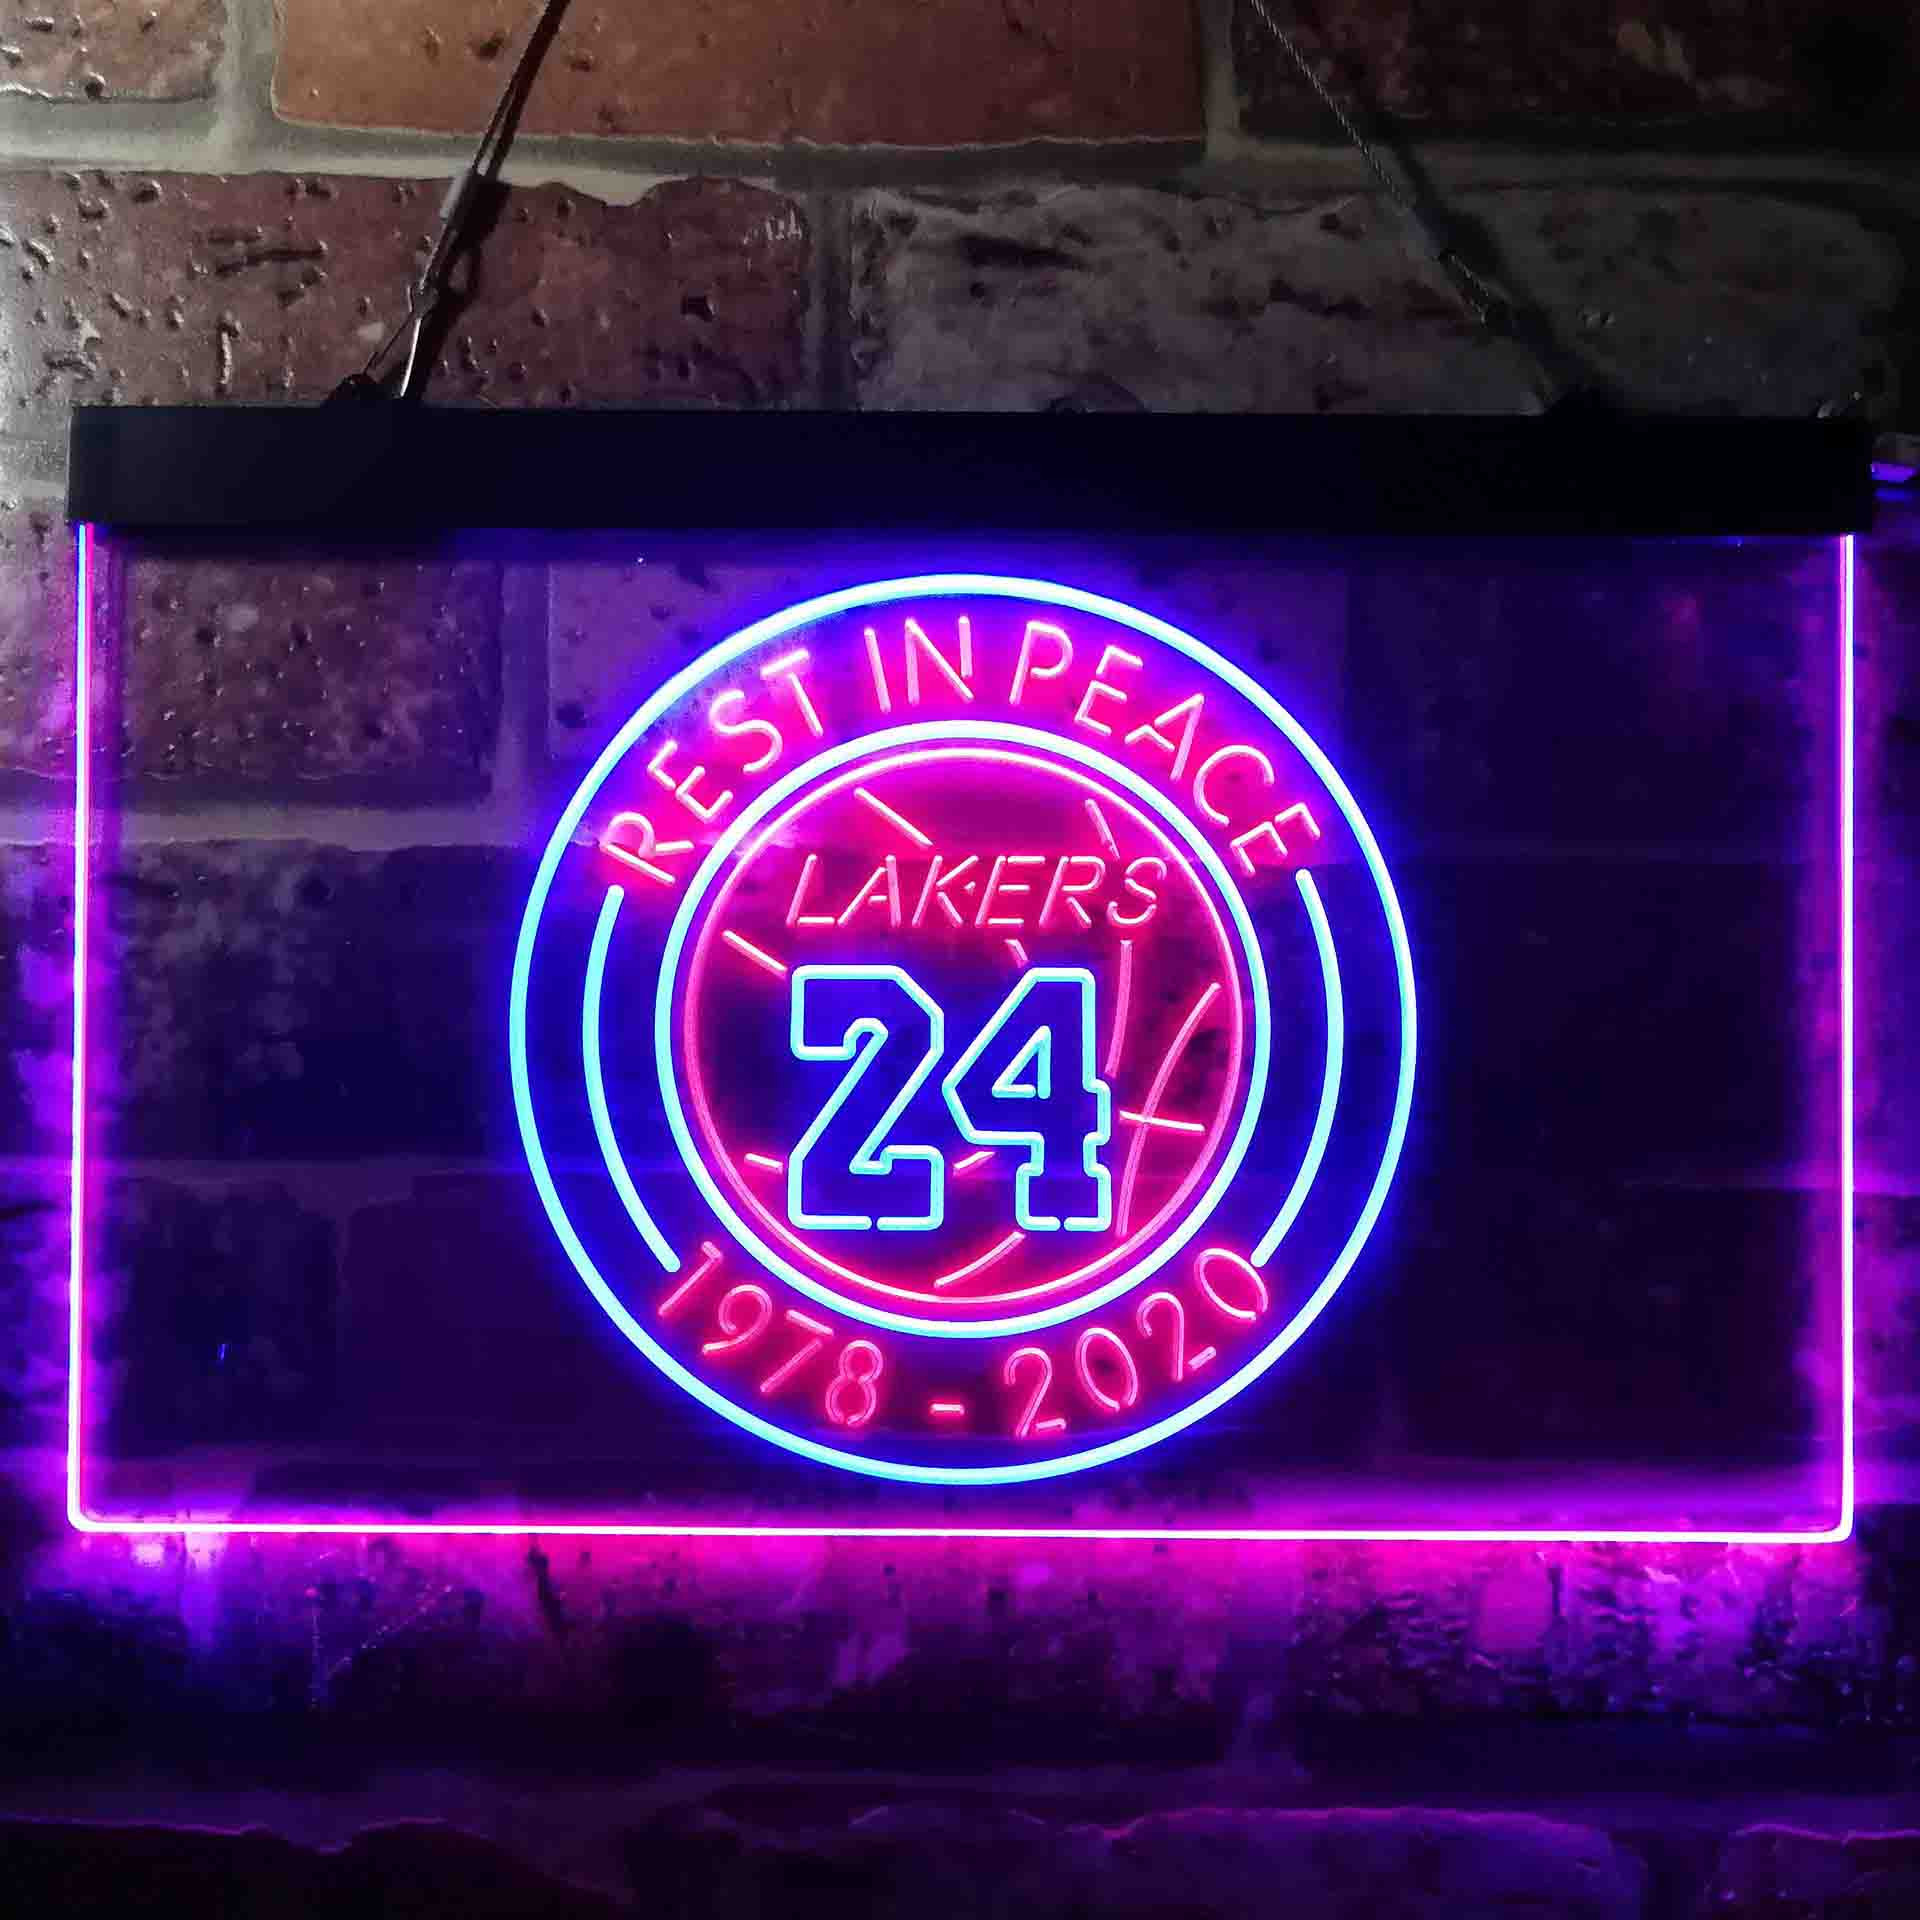 REST IN PEACE
LAKERS
24
1978 - 2020